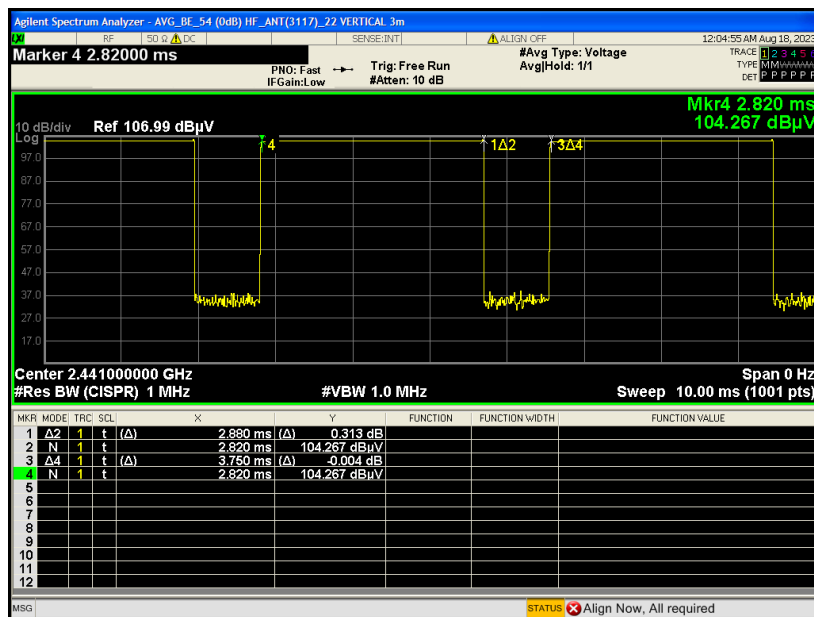 Agilent Spectrum Analyzer - AVG_BE_54 (0dB) HF_ANT(3117)_22 VERTICAL 3m
LXI RF 50 Ω DC SENSE:INT ALIGN OFF 12:04:55 AM Aug 18, 2023
Marker 4 2.82000 ms
PNO: Fast
IFGain:Low
Trig: Free Run
#Atten: 10 dB
#Avg Type: Voltage
Avg|Hold: 1/1
TRACE 1 2 3 4 5
TYPE
DET P P P P P
Mkr4 2.820 ms
104.267 dBµV
10 dB/div Ref 106.99 dBµV
Log
4 1Δ2 3Δ4
97.0
87.0
77.0
67.0
57.0
47.0
37.0
27.0
17.0
Center 2.441000000 GHz Span 0 Hz
#Res BW (CISPR) 1 MHz #VBW 1.0 MHz Sweep 10.00 ms (1001 pts)
MKR MODE TRC SCL X Y FUNCTION FUNCTION WIDTH FUNCTION VALUE
1 Δ2 1 t (Δ) 2.880 ms (Δ) 0.313 dB
2 N 1 t 2.820 ms 104.267 dBµV
3 Δ4 1 t (Δ) 3.750 ms (Δ) -0.004 dB
4 N 1 t 2.820 ms 104.267 dBµV
5
6
7
8
9
10
11
12
MSG STATUS Align Now, All required